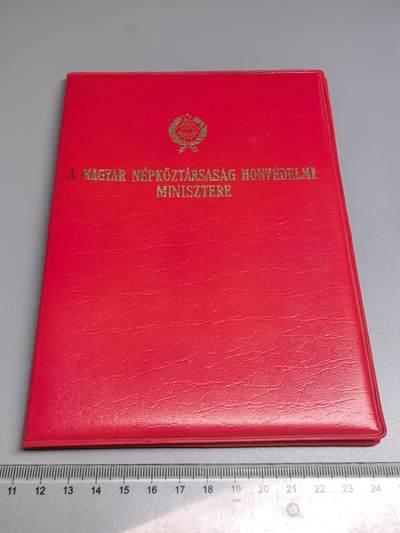 A MAGYAR NÉPKÖZTÁRSASÁG HONVÉDELMI
MINISZTERE
11 12 13 14 15 16 17 18 19 20 21 22 23 24